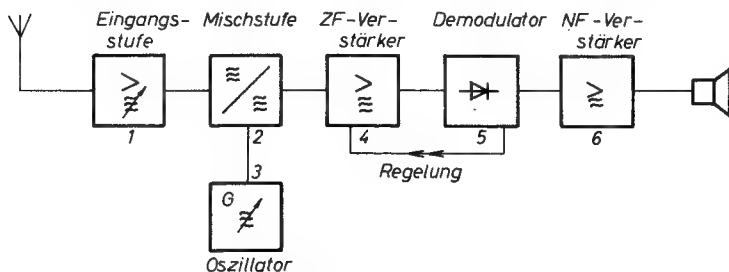 Eingangs-
stufe
Mischstufe
ZF-Ver-
stärker
Demodulator
NF-Ver-
stärker
1
2
4
5
6
3
Regelung
G
Oszillator